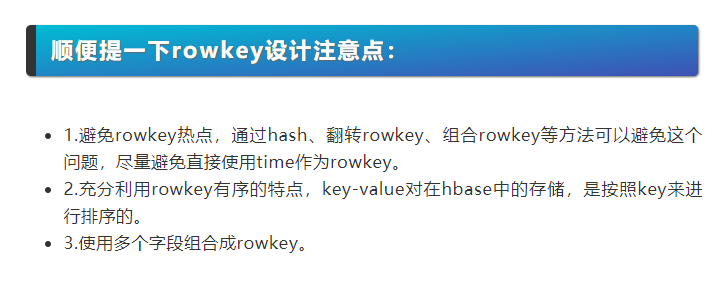 顺便提一下rowkey设计注意点：
1.避免rowkey热点，通过hash、翻转rowkey、组合rowkey等方法可以避免这个
问题，尽量避免直接使用time作为rowkey。
2.充分利用rowkey有序的特点，key-value对在hbase中的存储，是按照key来进
行排序的。
3.使用多个字段组合成rowkey。